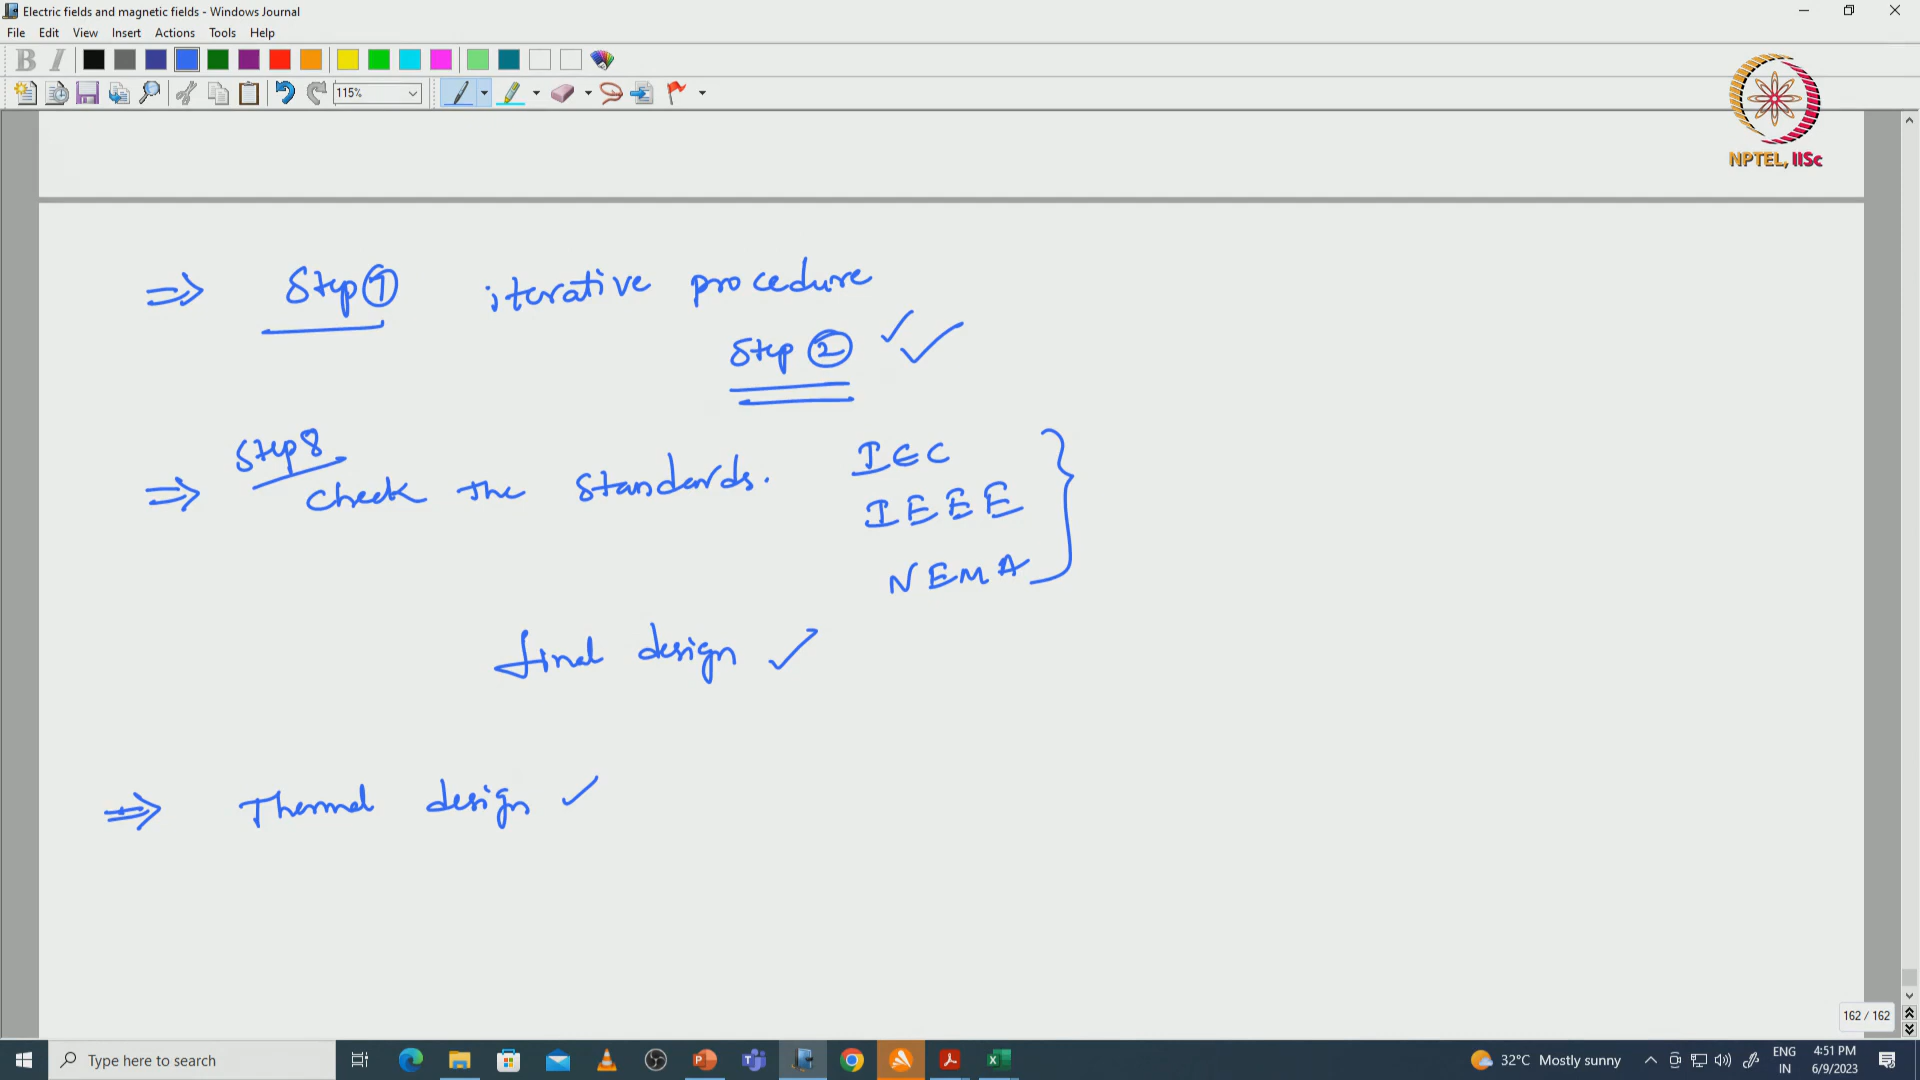 Electric fields and magnetic fields - Windows Journal
File Edit View Insert Actions Tools Help
B I
115%
NPTEL, IISc
⇒ Step 7 iterative procedure
Step 2 ✓✓
Step 8
⇒ Check the standards. IEC
IEEE
NEMA
final design ✓
⇒ Thermal design ✓
162 / 162
Type here to search
32°C Mostly sunny
ENG
IN
4:51 PM
6/9/2023